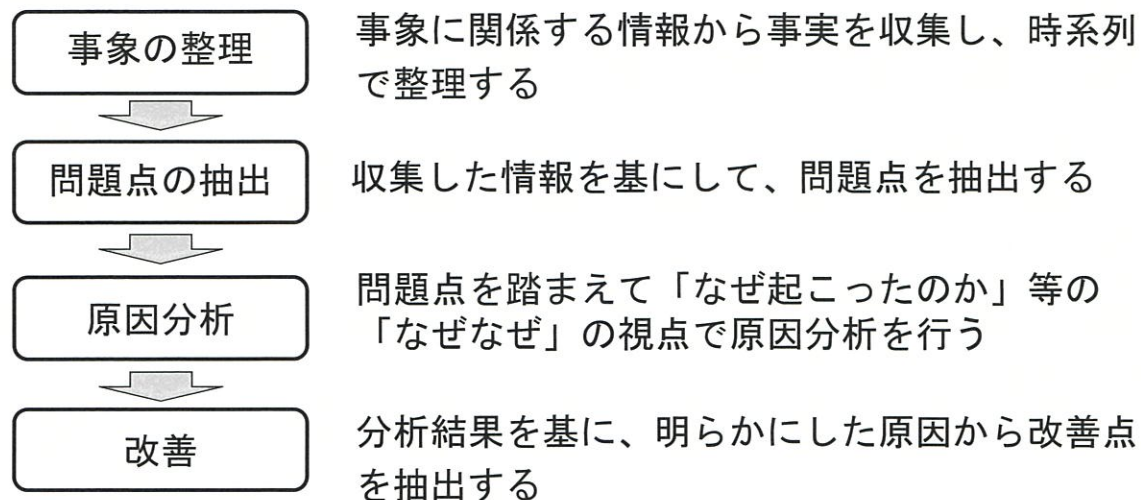 事象の整理
事象に関係する情報から事実を収集し、時系列
で整理する
問題点の抽出
収集した情報を基にして、問題点を抽出する
原因分析
問題点を踏まえて「なぜ起こったのか」等の
「なぜなぜ」の視点で原因分析を行う
改善
分析結果を基に、明らかにした原因から改善点
を抽出する